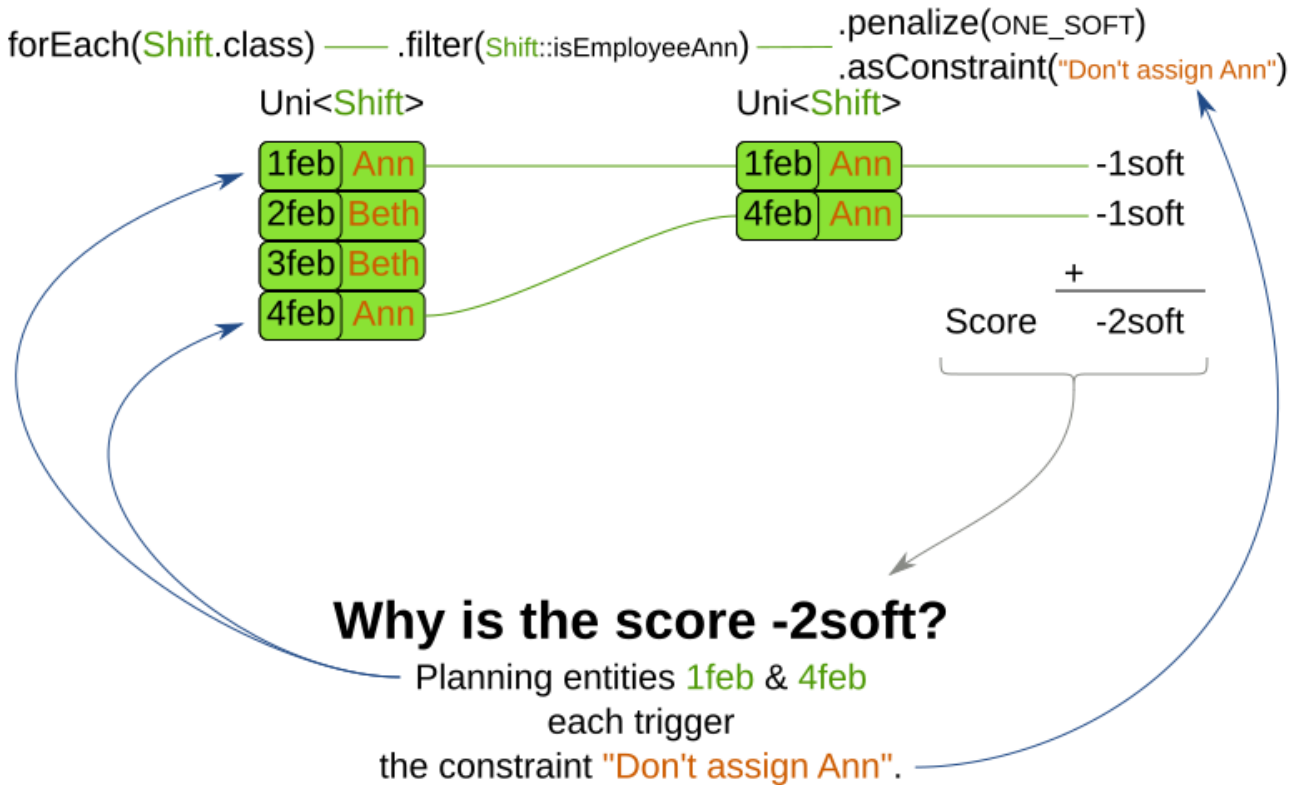 forEach(Shift.class) .filter(Shift::isEmployeeAnn) .penalize(ONE_SOFT)
.asConstraint("Don't assign Ann")
Uni<Shift> Uni<Shift>
1feb Ann 1feb Ann -1soft
2feb Beth 4feb Ann -1soft
3feb Beth +
4feb Ann Score -2soft
Why is the score -2soft?
Planning entities 1feb & 4feb
each trigger
the constraint "Don't assign Ann".